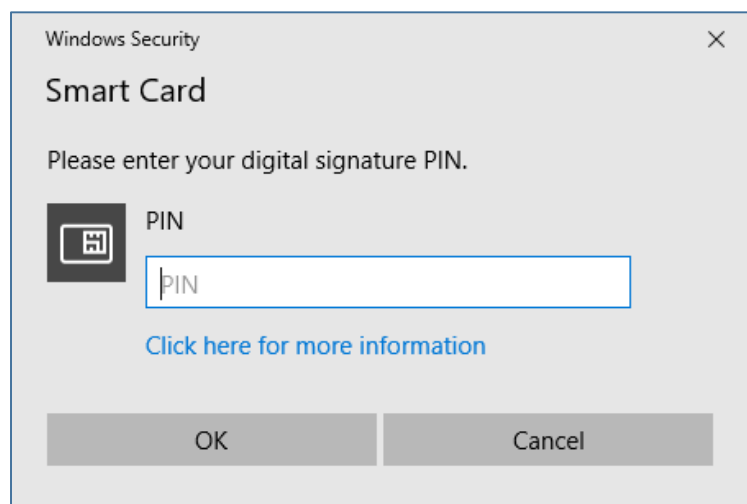 Windows Security
Smart Card
Please enter your digital signature PIN.
PIN
PIN
Click here for more information
OK
Cancel